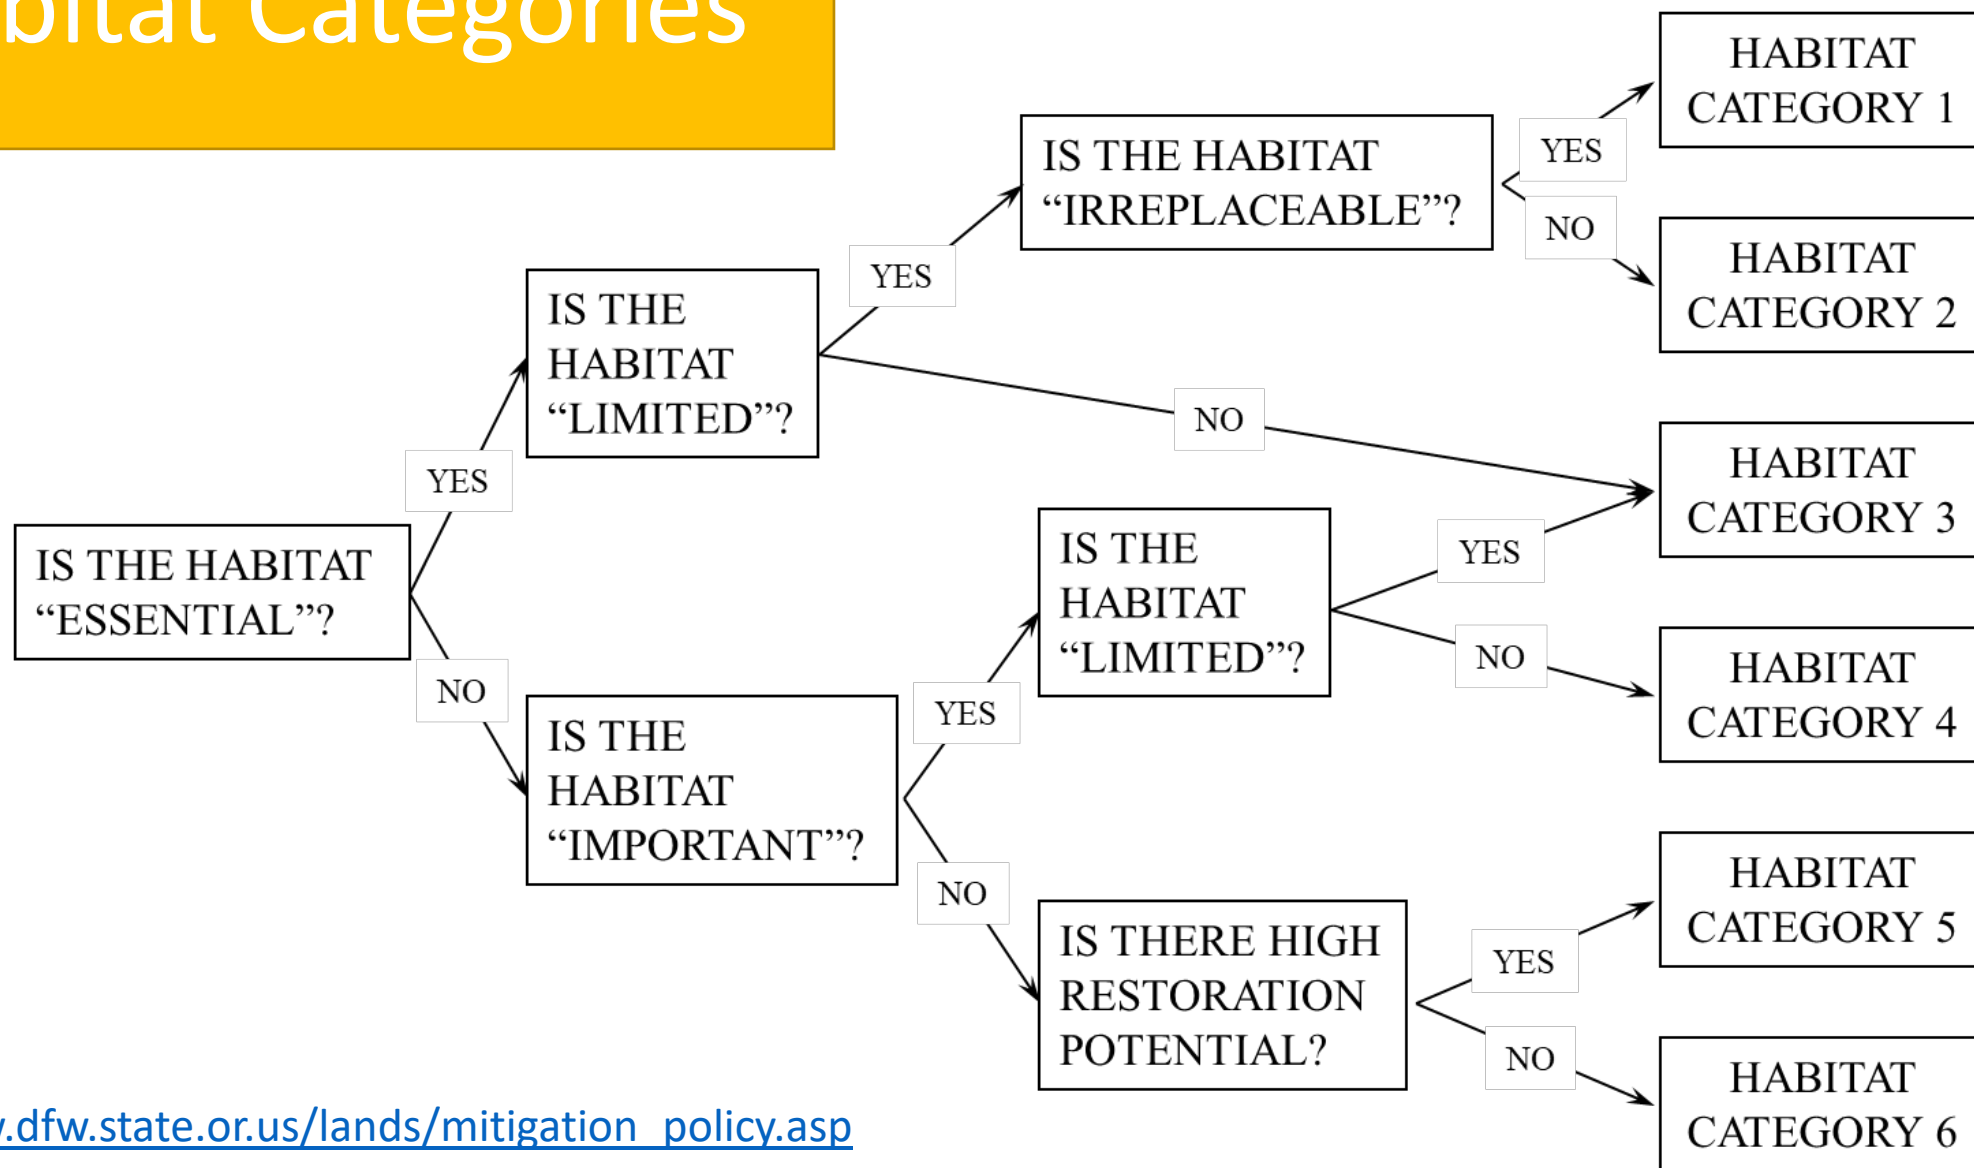 bitat Categories
HABITAT
CATEGORY 1
IS THE HABITAT
“IRREPLACEABLE”?
YES
NO
HABITAT
CATEGORY 2
IS THE
HABITAT
“LIMITED”?
YES
NO
HABITAT
CATEGORY 3
YES
IS THE HABITAT
“ESSENTIAL”?
NO
IS THE
HABITAT
“LIMITED”?
YES
NO
HABITAT
CATEGORY 4
IS THE
HABITAT
“IMPORTANT”?
YES
NO
HABITAT
CATEGORY 5
IS THERE HIGH
RESTORATION
POTENTIAL?
YES
NO
HABITAT
CATEGORY 6
.dfw.state.or.us/lands/mitigation_policy.asp